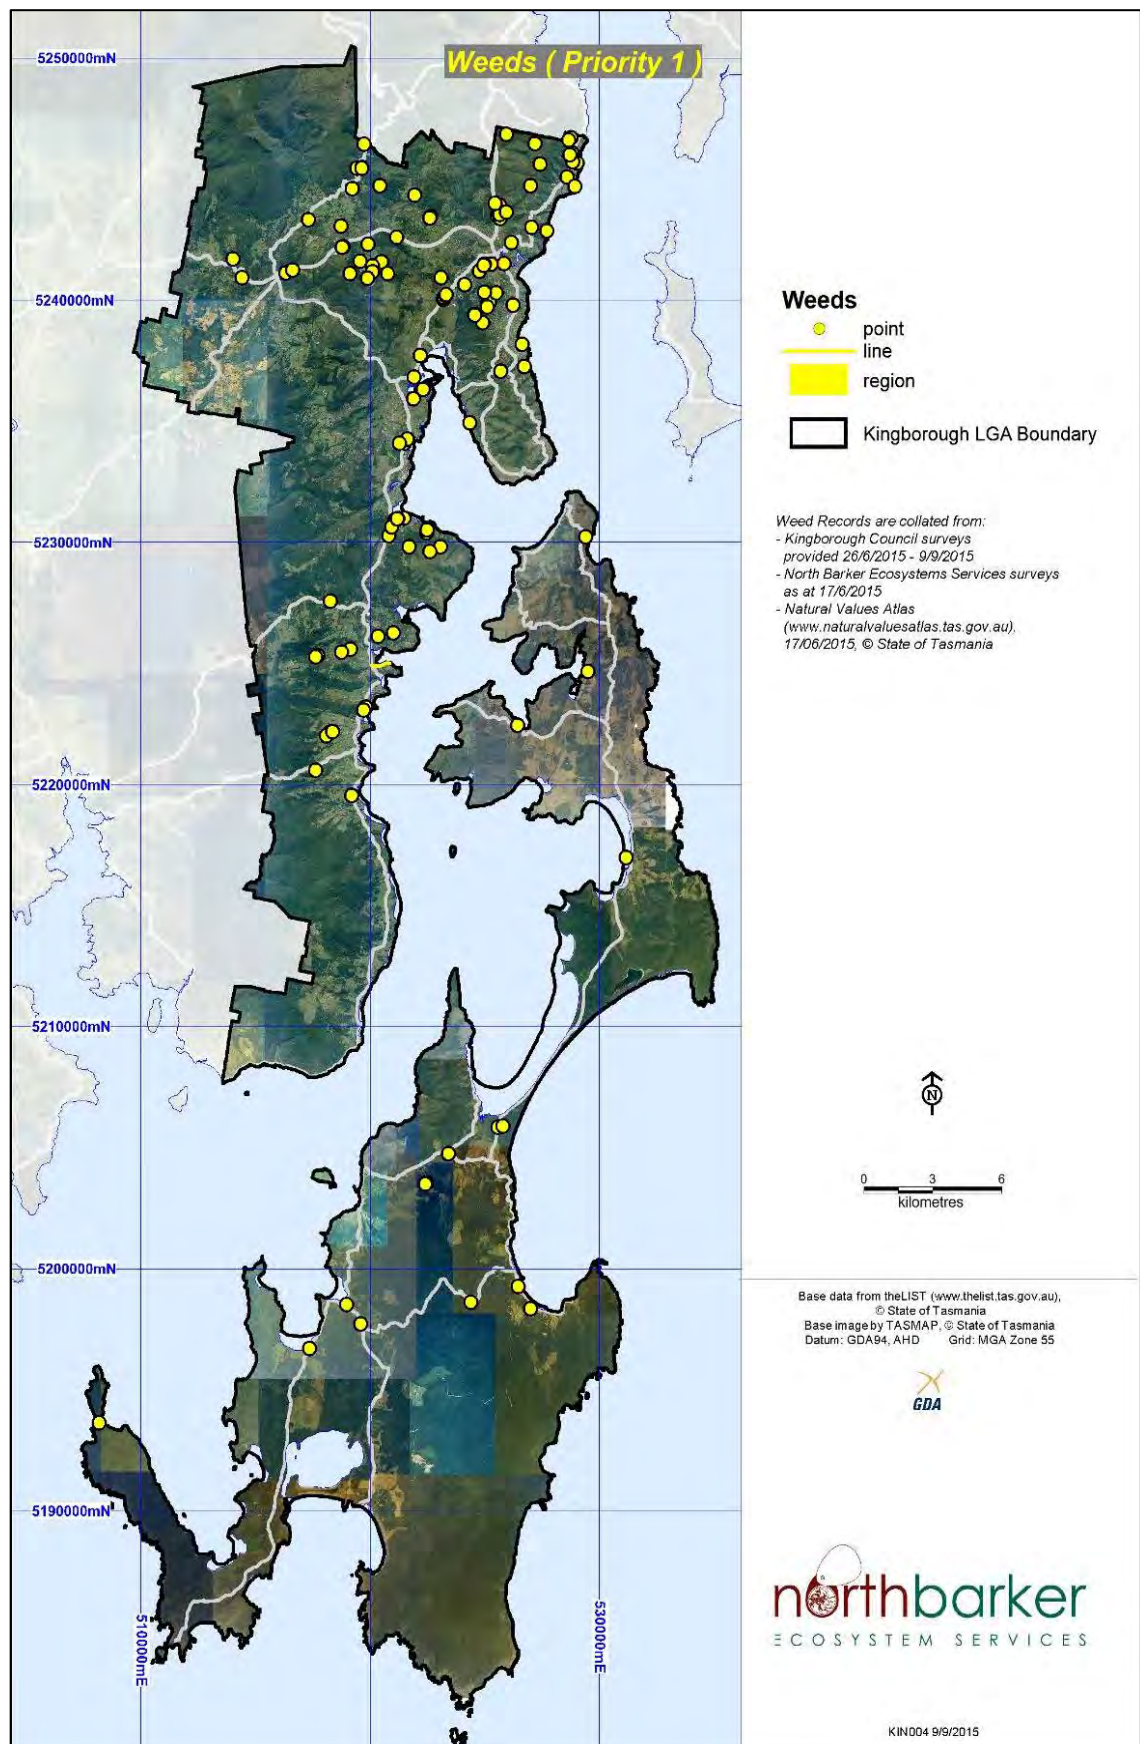 Weeds ( Priority 1 )
5250000mN
5240000mN
5230000mN
5220000mN
5210000mN
5200000mN
5190000mN
510000mE
530000mE
Weeds
point
line
region
Kingborough LGA Boundary
Weed Records are collated from:
- Kingborough Council surveys
provided 26/6/2015 - 9/9/2015
- North Barker Ecosystems Services surveys
as at 17/6/2015
- Natural Values Atlas
(www.naturalvaluesatlas.tas.gov.au).
17/06/2015, © State of Tasmania
N
0 3 6
kilometres
Base data from theLIST (www.thelist.tas.gov.au),
© State of Tasmania
Base image by TASMAP, © State of Tasmania
Datum: GDA94, AHD Grid: MGA Zone 55
GDA
northbarker
ECOSYSTEM SERVICES
KIN004 9/9/2015